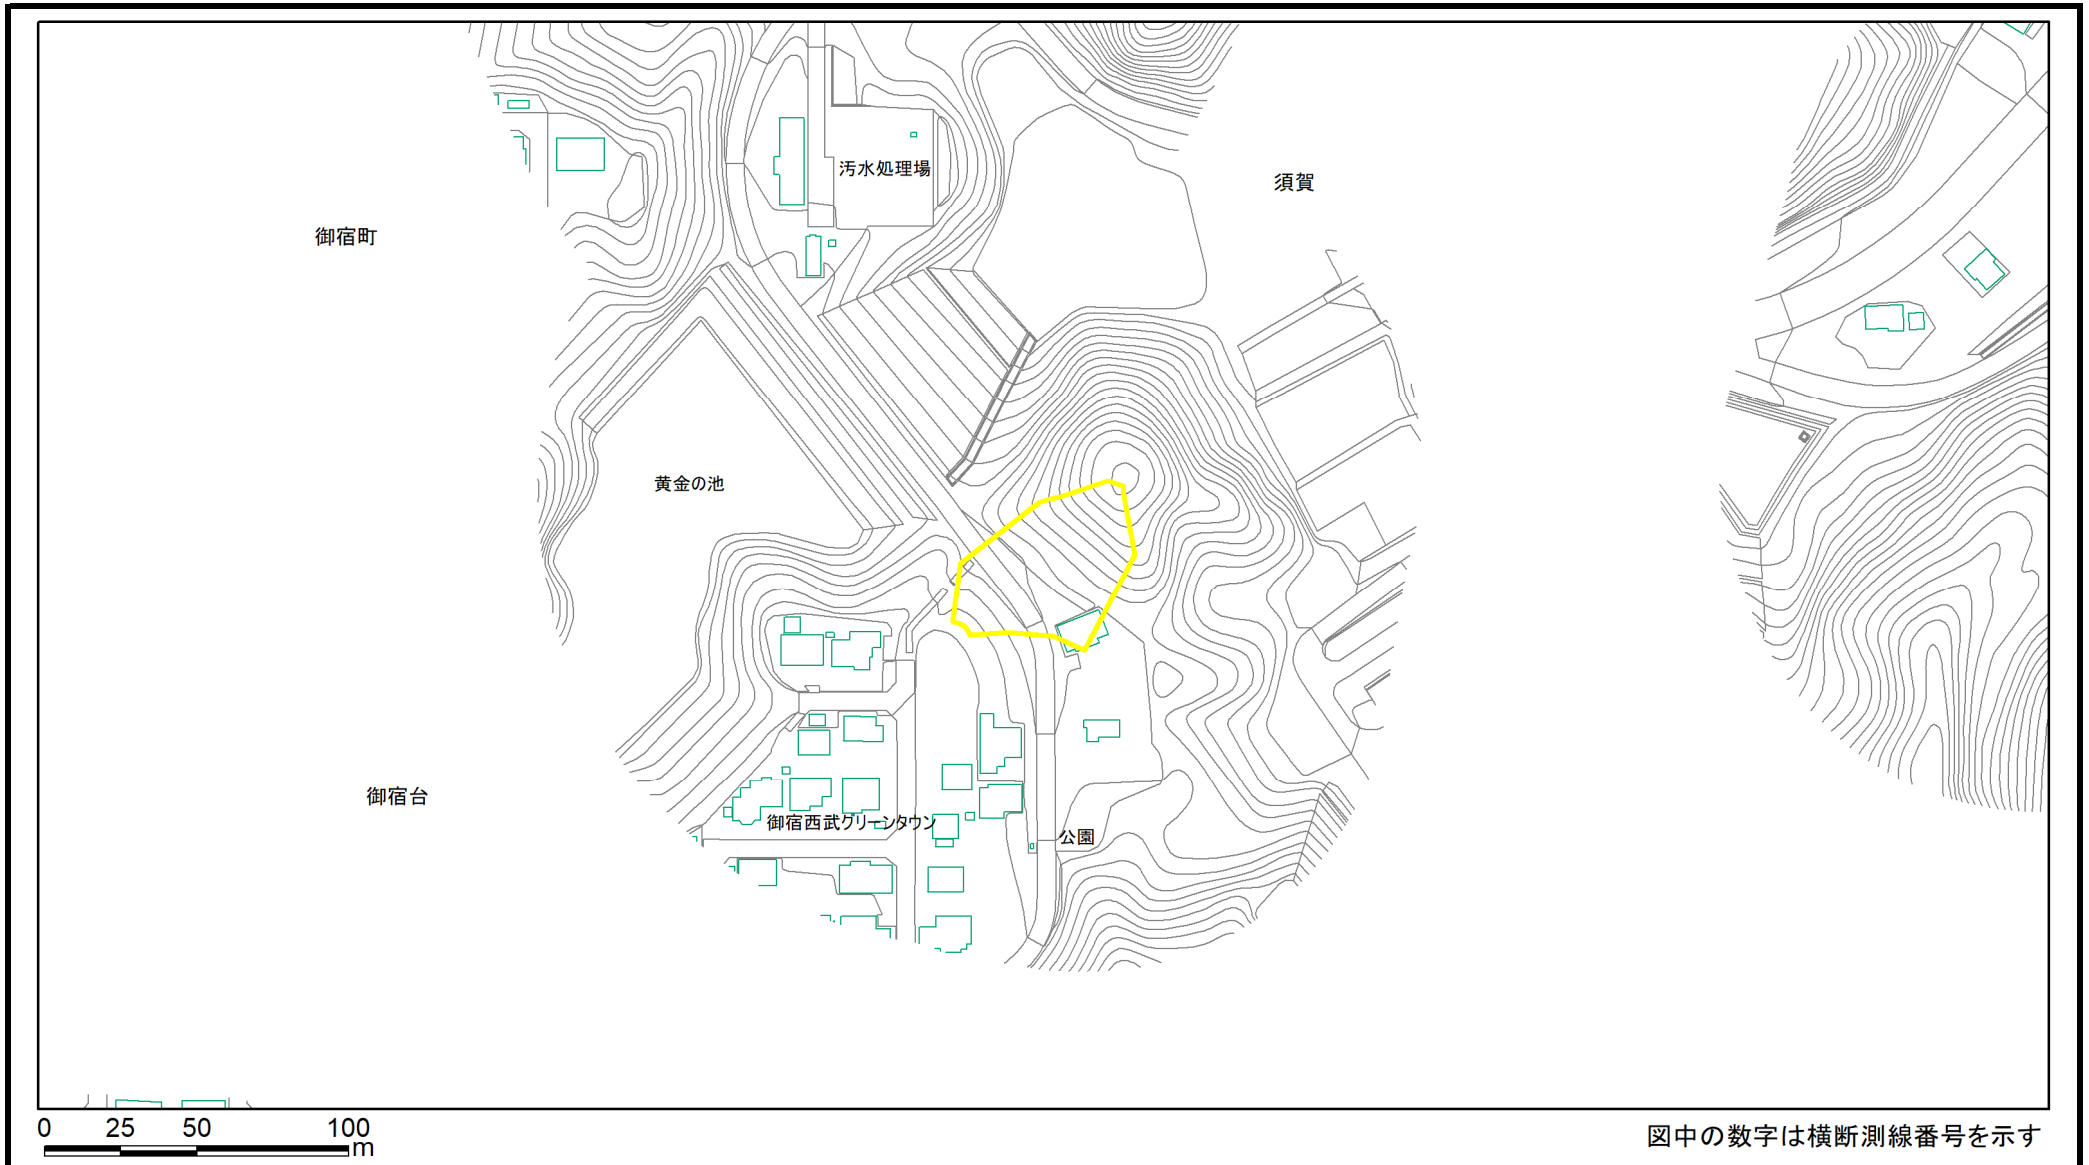 汚水処理場
須賀
御宿町
黄金の池
御宿台
御宿西武グリーンタウン
公園
0 25 50 100
m
図中の数字は横断測線番号を示す